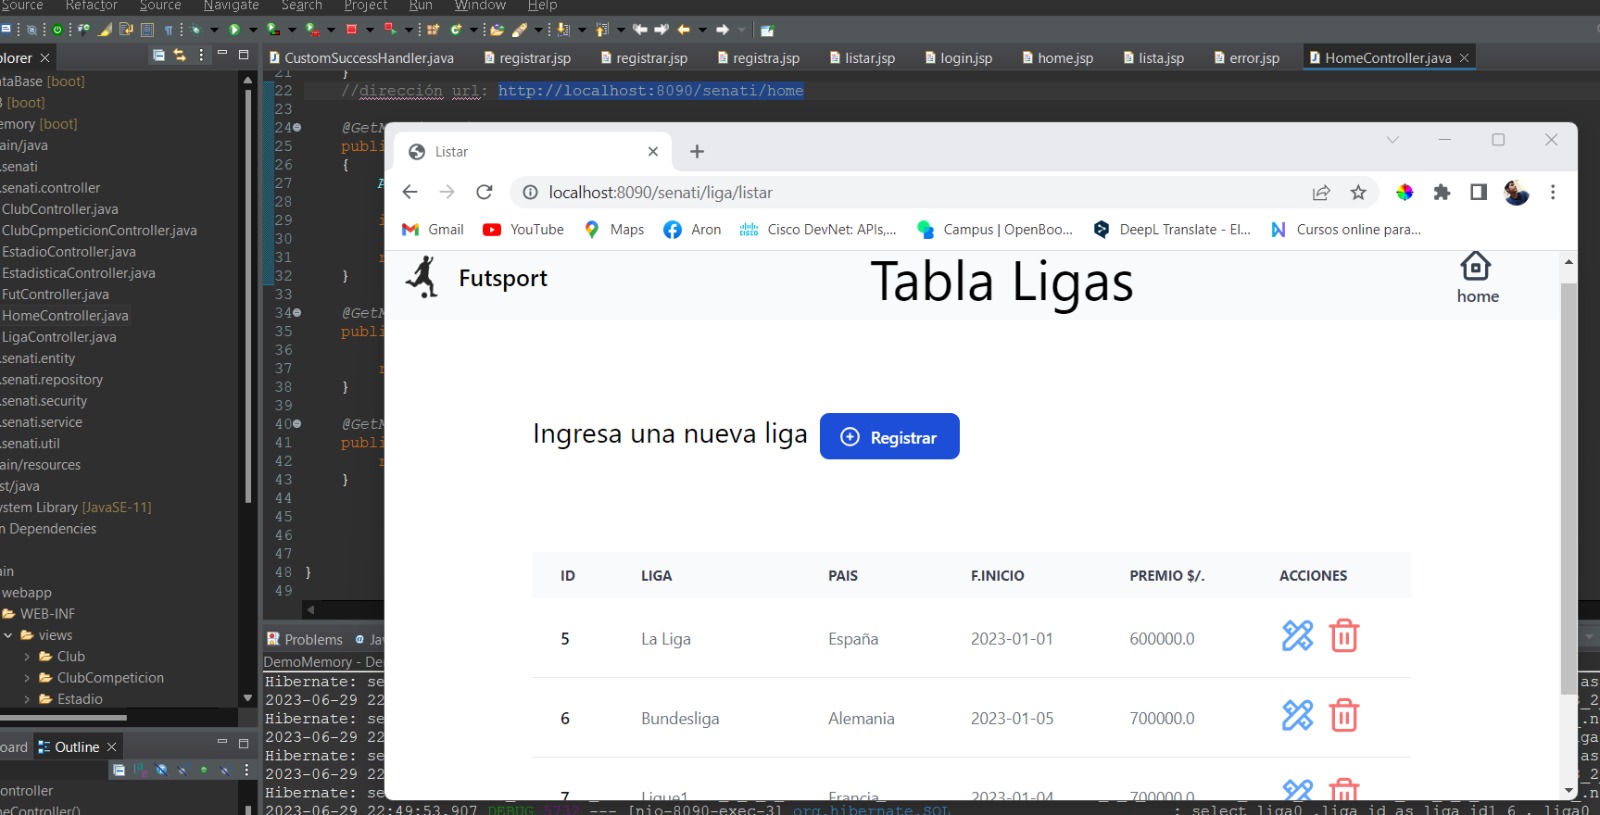 Source Refactor Source Navigate Search Project Run Window Help
CustomSuccessHandler.java registrar.jsp registrar.jsp registra.jsp listar.jsp login.jsp home.jsp lista.jsp error.jsp HomeController.java
[boot]
[boot]
[boot]
ain/java
.senati
.senati.controller
ClubController.java
ClubCpmpeticionController.java
EstadioController.java
EstadisticaController.java
FutController.java
HomeController.java
LigaController.java
.senati.entity
.senati.repository
.senati.security
.senati.service
.senati.util
ain/resources
st/java
ystem Library [JavaSE-11]
n Dependencies
ain
webapp
WEB-INF
views
Club
ClubCompeticion
Estadio
oard Outline
ontroller
21 }
22 //dirección url: http://localhost:8090/senati/home
23
24 @GetM
25 publi
26 {
27 A
28
29 i
30
31 r
32 }
33
34 @GetM
35 publi
36
37 r
38 }
39
40 @GetM
41 publi
42 r
43 }
44
45
46
47
48 }
49
Problems Ja
DemoMemory - De
Hibernate: se
2023-06-29 22
Hibernate: se
2023-06-29 22
Hibernate: se
2023-06-29 22
Hibernate: se
2023-06-29 22:49:53.907 DEBUG 5732 --- [nio-8090-exec-3] org.hibernate.SQL : select liga0_.liga_id as liga_id1_6_, liga0_
Listar
localhost:8090/senati/liga/listar
Gmail YouTube Maps Aron Cisco DevNet: APIs,... Campus | OpenBoo... DeepL Translate - El... Cursos online para...
Futsport Tabla Ligas home
Ingresa una nueva liga Registrar
ID LIGA PAIS F.INICIO PREMIO $/. ACCIONES
5 La Liga España 2023-01-01 600000.0
6 Bundesliga Alemania 2023-01-05 700000.0
7 Ligue1 Francia 2023-01-04 700000.0